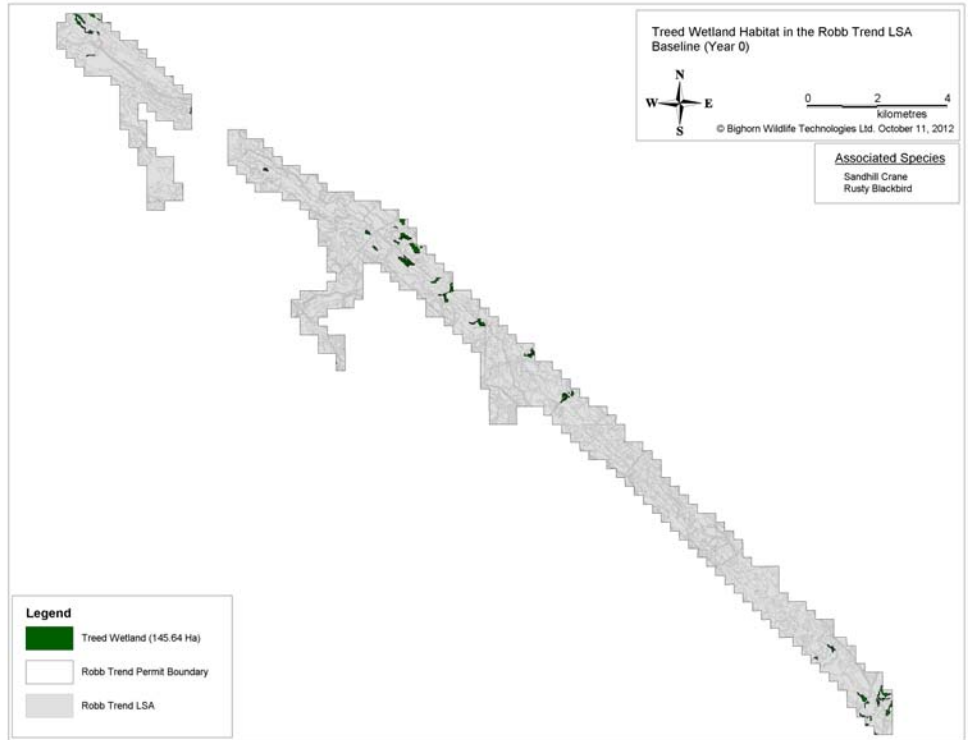 Treed Wetland Habitat in the Robb Trend LSA
Baseline (Year 0)
N
W E
S
0 2 4
kilometres
© Bighorn Wildlife Technologies Ltd. October 11, 2012
Associated Species
Sandhill Crane
Rusty Blackbird
Legend
Treed Wetland (145.64 Ha)
Robb Trend Permit Boundary
Robb Trend LSA